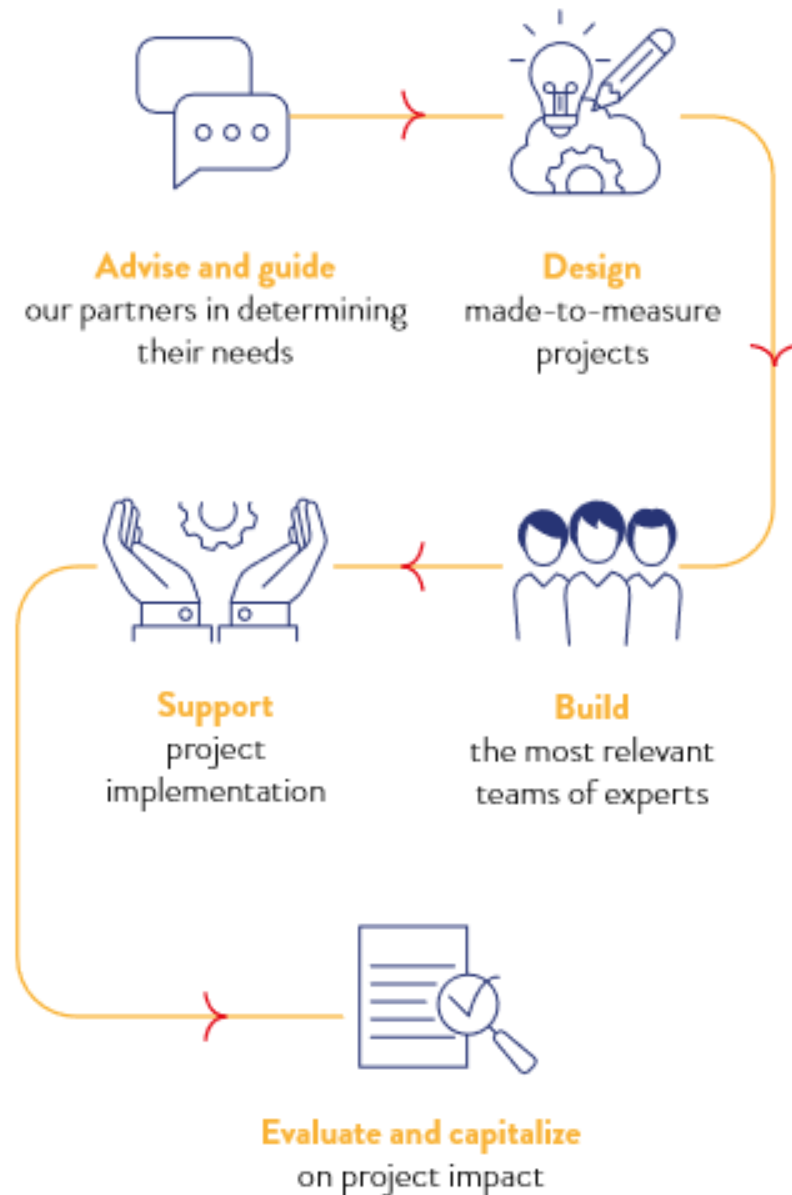 Advise and guide
our partners in determining
their needs
Design
made-to-measure
projects
Build
the most relevant
teams of experts
Support
project
implementation
Evaluate and capitalize
on project impact